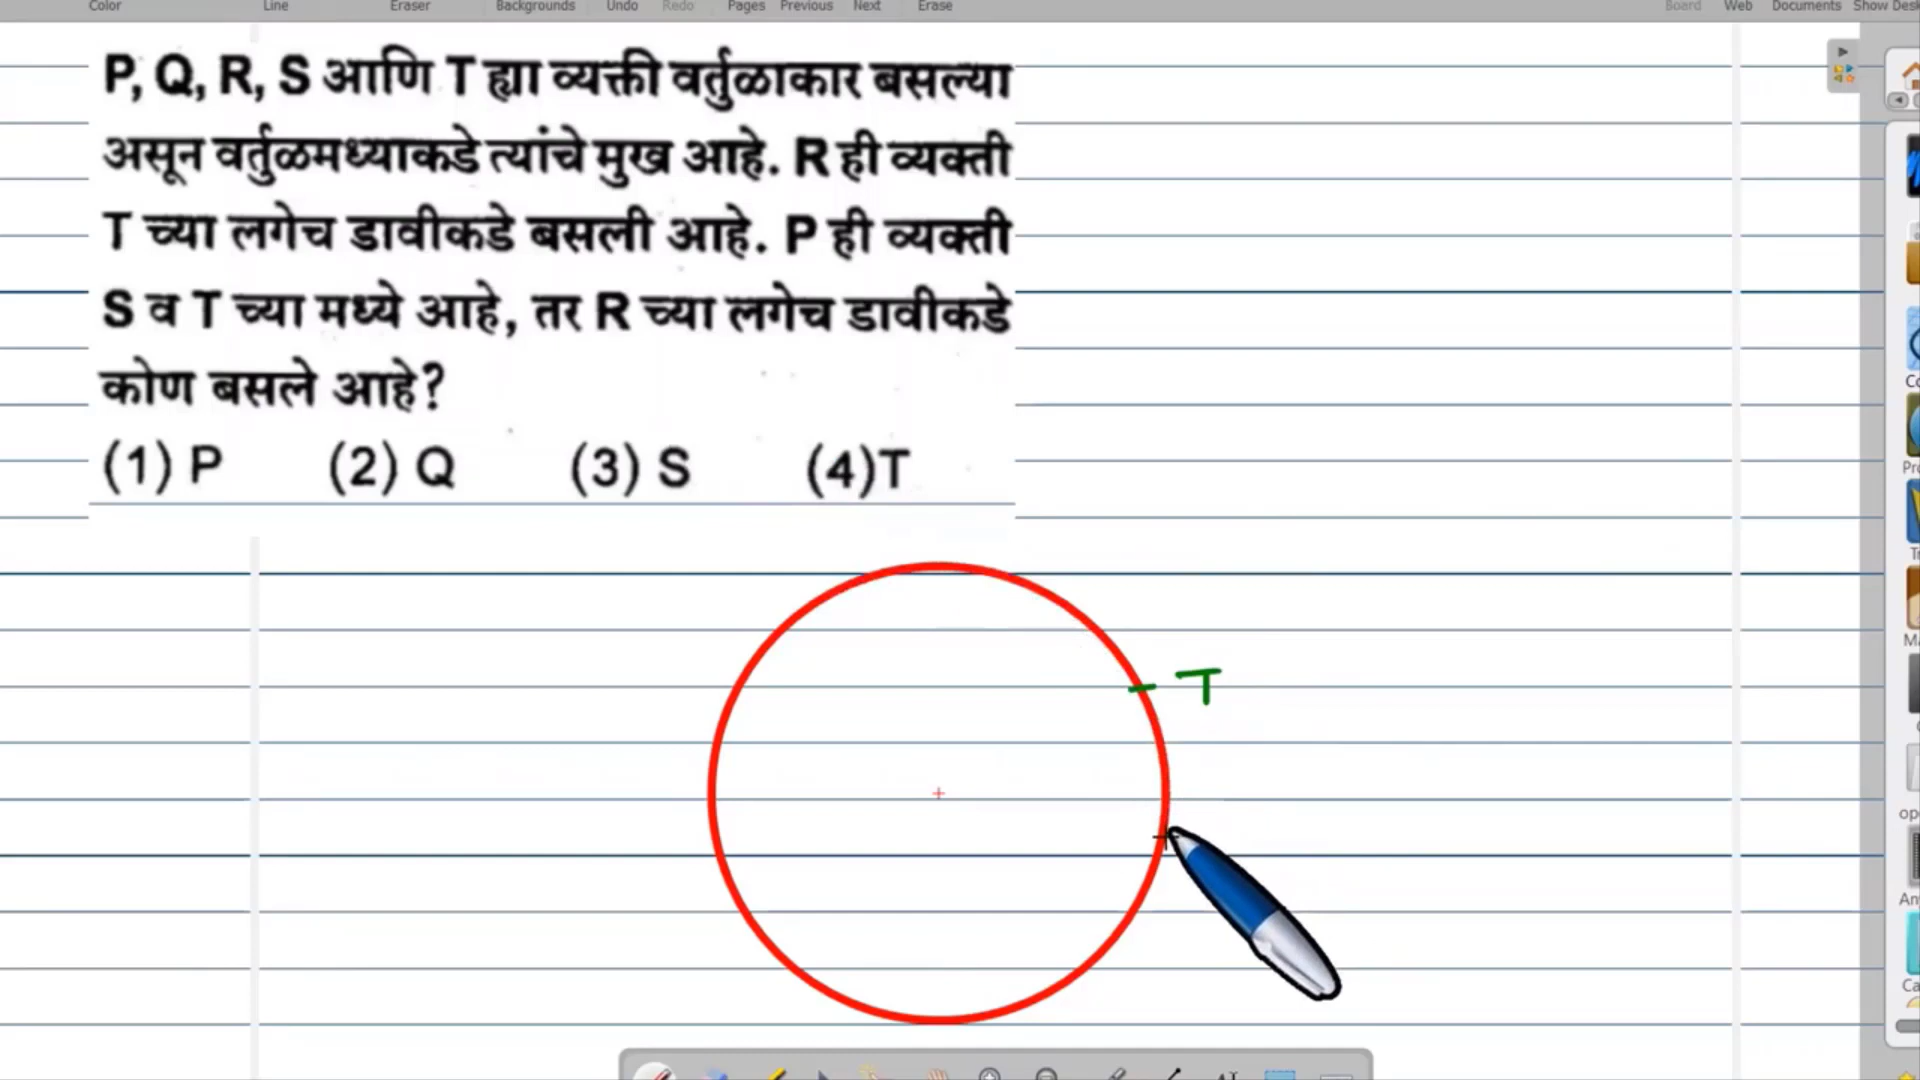 Color Line Eraser Backgrounds Undo Redo Pages Previous Next Erase Board Web Documents Show
P, Q, R, S आणि T ह्या व्यक्ती वर्तुळाकार बसल्या
असून वर्तुळमध्याकडे त्यांचे मुख आहे. R ही व्यक्ती
T च्या लगेच डावीकडे बसली आहे. P ही व्यक्ती
S व T च्या मध्ये आहे, तर R च्या लगेच डावीकडे
कोण बसले आहे?
(1) P (2) Q (3) S (4)T
T